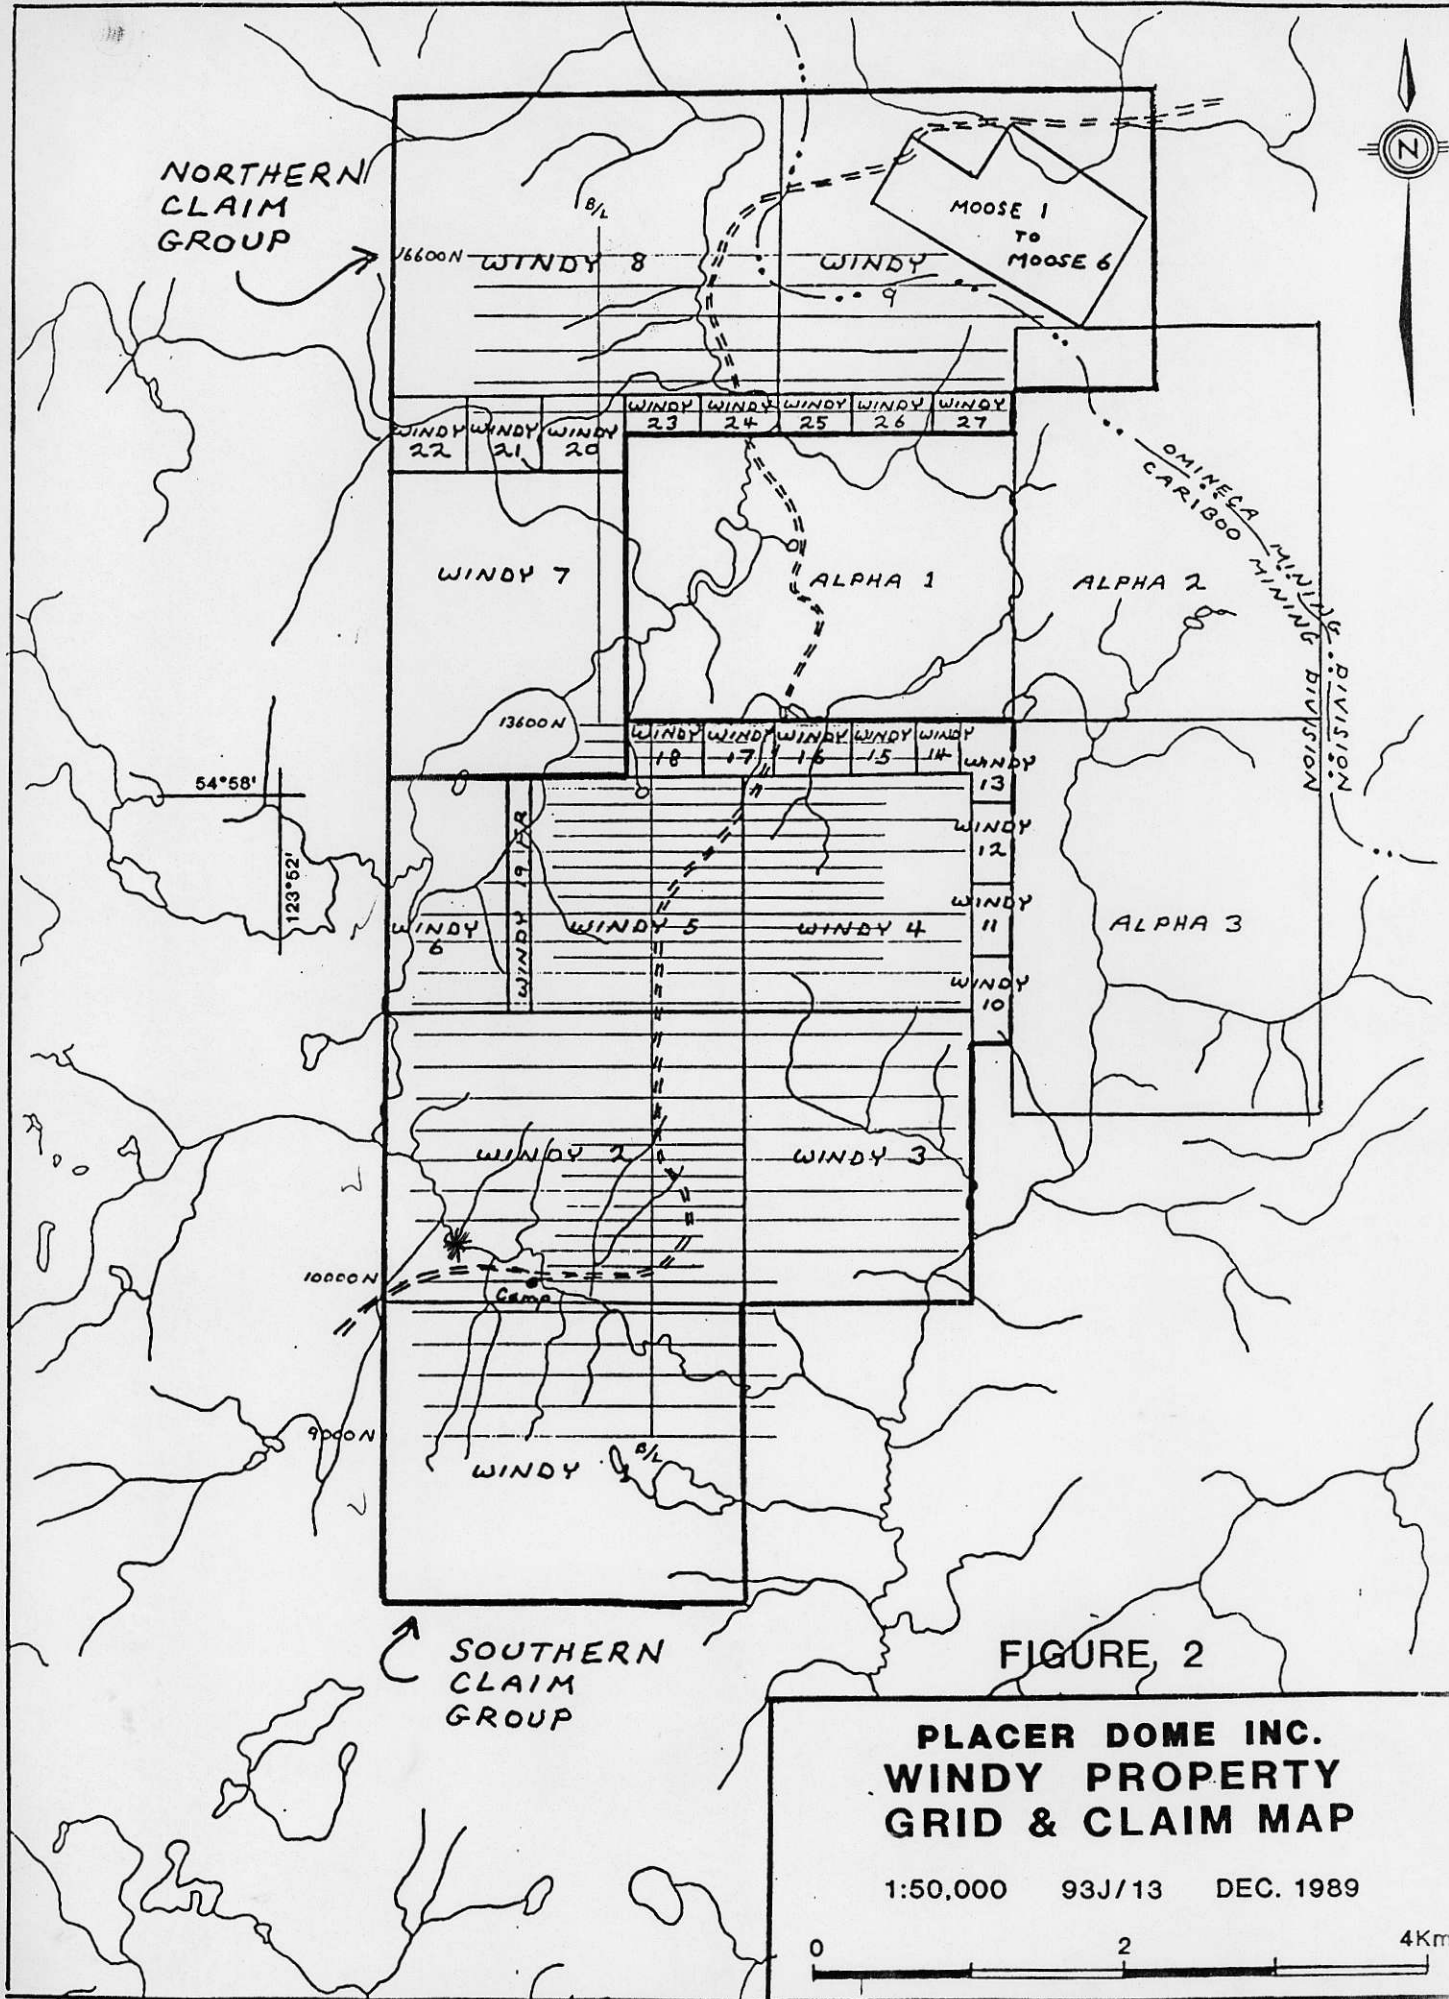 N
NORTHERN
CLAIM
GROUP
B/L
16600N
WINDY 8
WINDY
9
MOOSE 1
TO
MOOSE 6
WINDY
22
WINDY
21
WINDY
20
WINDY
23
WINDY
24
WINDY
25
WINDY
26
WINDY
27
OMINECA MINING DIVISION
CARIBOO MINING DIVISION
WINDY 7
ALPHA 1
ALPHA 2
13600N
WINDY
18
WINDY
17
WINDY
16
WINDY
15
WINDY
14
WINDY
13
54°58'
123°52'
WINDY
12
WINDY 19 FR
WINDY
6
WINDY 5
WINDY 4
WINDY
11
ALPHA 3
WINDY
10
WINDY 2
WINDY 3
10000N
Camp
9000N
B/L
WINDY
SOUTHERN
CLAIM
GROUP
FIGURE 2
PLACER DOME INC.
WINDY PROPERTY
GRID & CLAIM MAP
1:50,000 93J/13 DEC. 1989
0 2 4Km